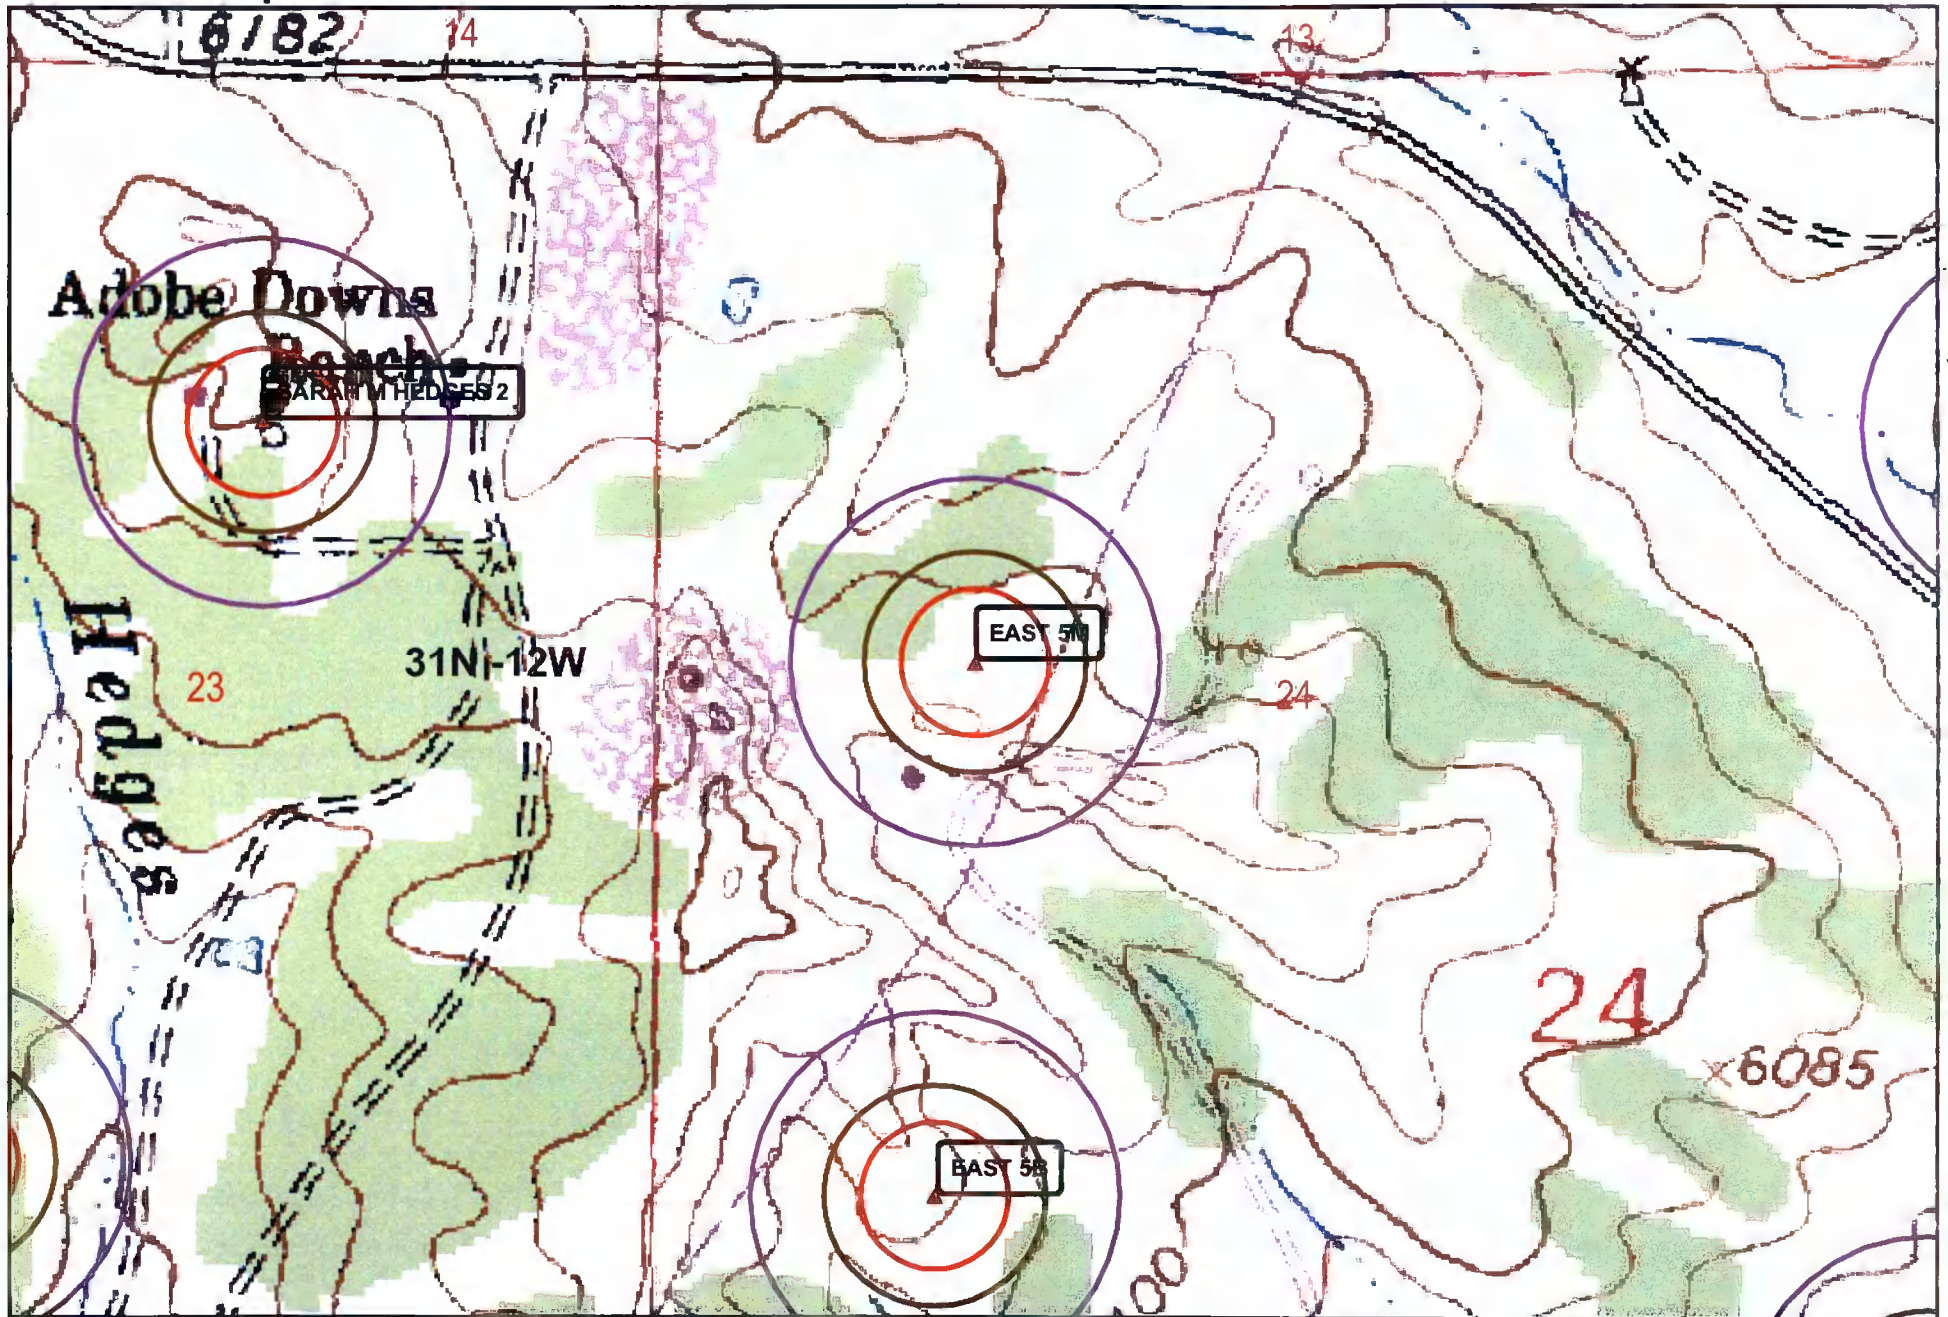 6182
14
13
Adobe Downs
Ranch
SARAH M HEDGES 2
EAST 5M
31N -12W
23
24
Hedges
24
6085
EAST 5B
00